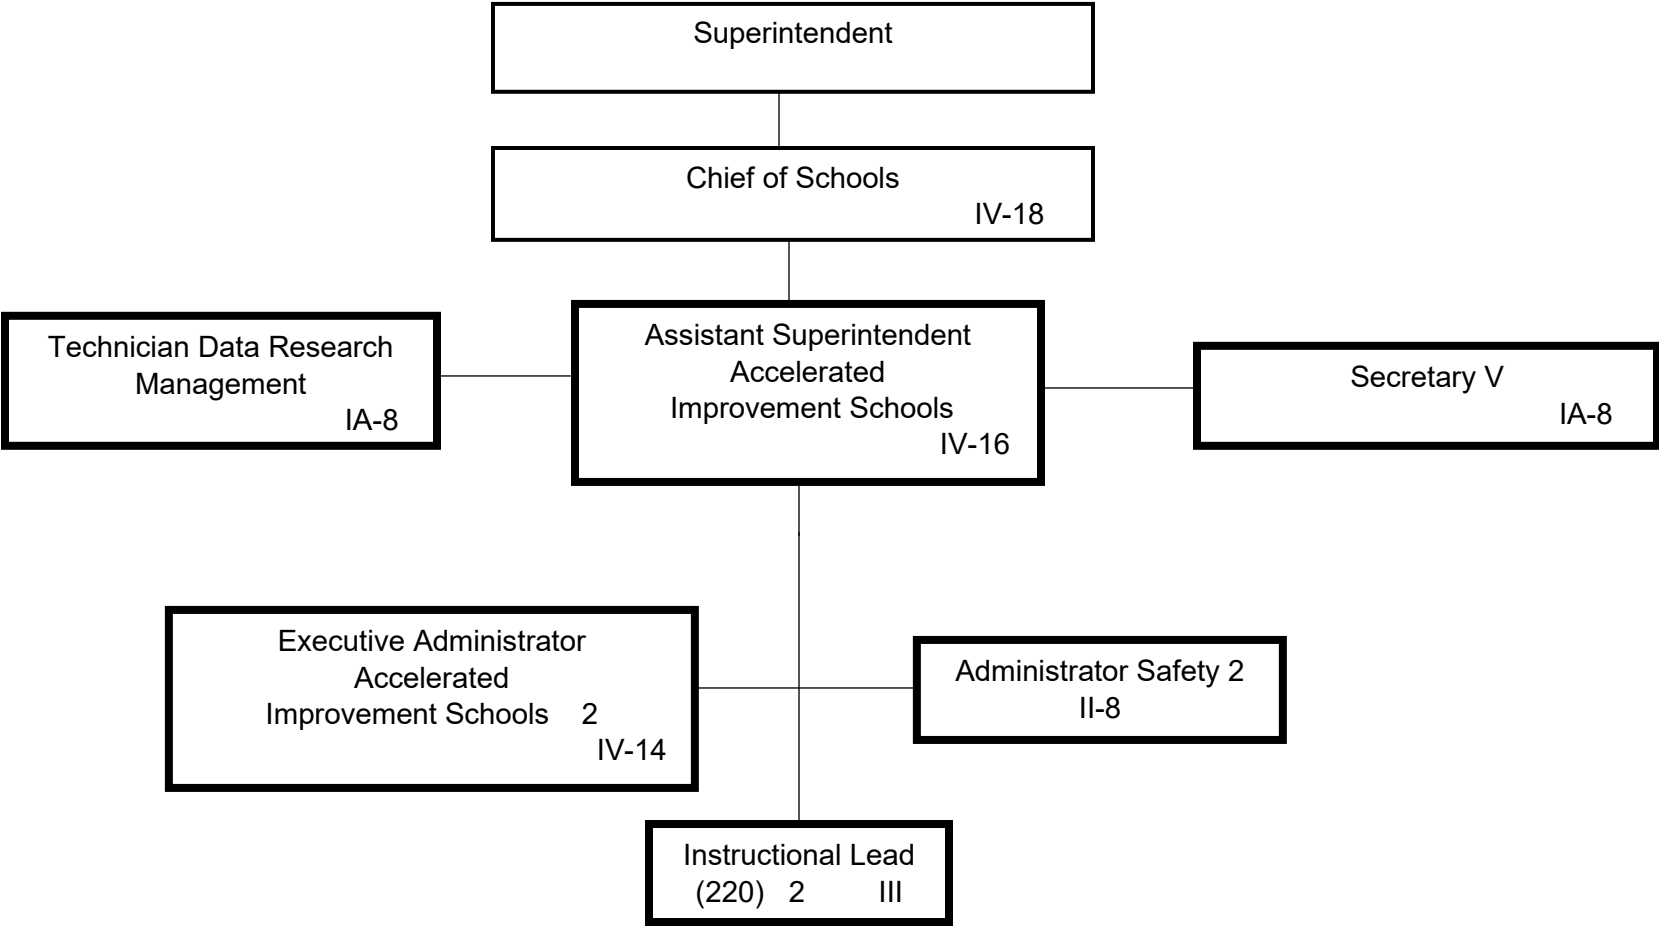 Superintendent
Chief of Schools
IV-18
Technician Data Research
Management
IA-8
Assistant Superintendent
Accelerated
Improvement Schools
IV-16
Secretary V
IA-8
Executive Administrator
Accelerated
Improvement Schools 2
IV-14
Administrator Safety 2
II-8
Instructional Lead
(220) 2 III